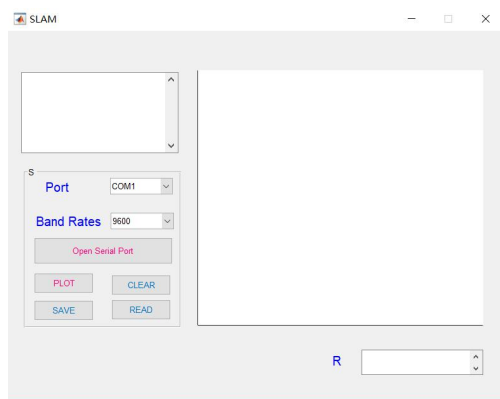 SLAM
S
Port
COM1
Band Rates
9600
Open Serial Port
PLOT
CLEAR
SAVE
READ
R